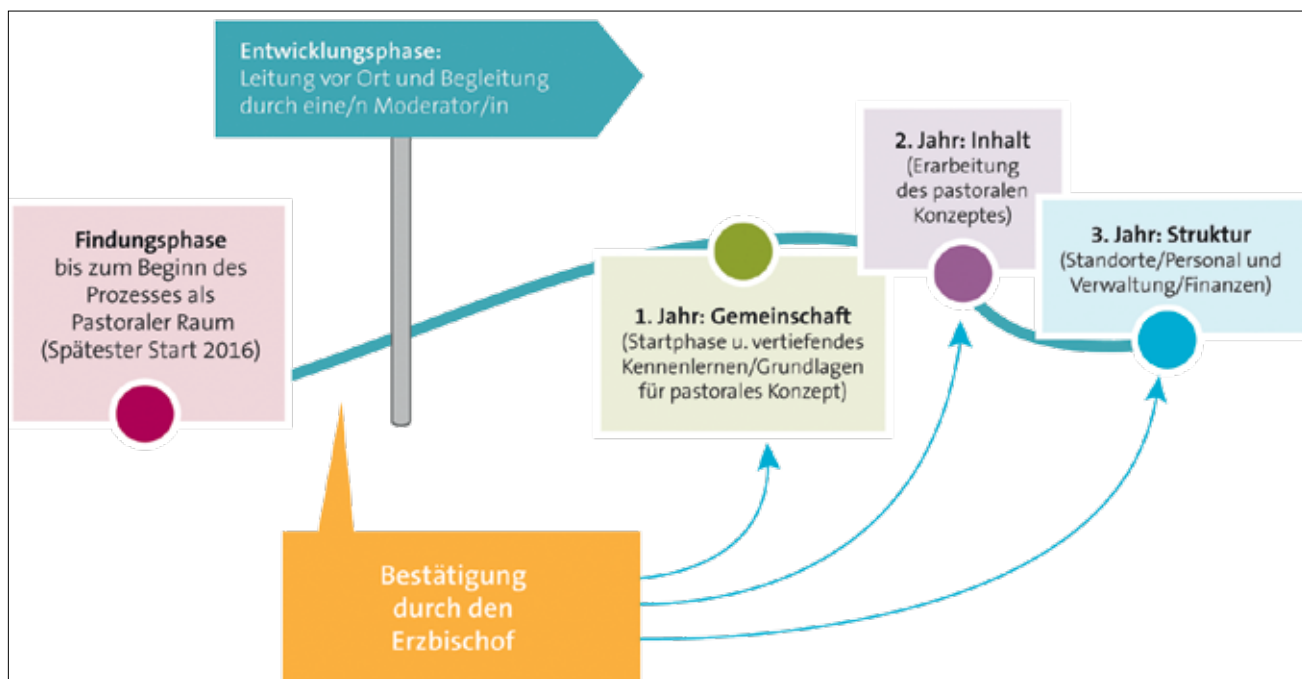 Entwicklungsphase:
Leitung vor Ort und Begleitung
durch eine/n Moderator/in
Findungsphase
bis zum Beginn des
Prozesses als
Pastoraler Raum
(Spätester Start 2016)
1. Jahr: Gemeinschaft
(Startphase u. vertiefendes
Kennenlernen/Grundlagen
für pastorales Konzept)
2. Jahr: Inhalt
(Erarbeitung
des pastoralen
Konzeptes)
3. Jahr: Struktur
(Standorte/Personal und
Verwaltung/Finanzen)
Bestätigung
durch den
Erzbischof